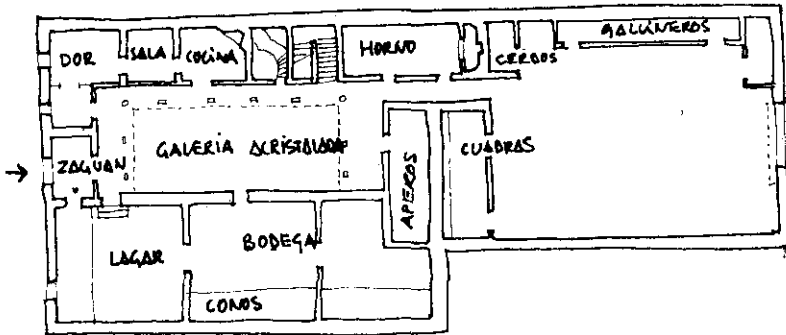 GALLINEROS
DOR
SALA
COCINA
HORNO
CERDOS
ZAGUAN
GALERIA ACRISTALADA
APEROS
CUADRAS
LAGAR
BODEGA
CONOS